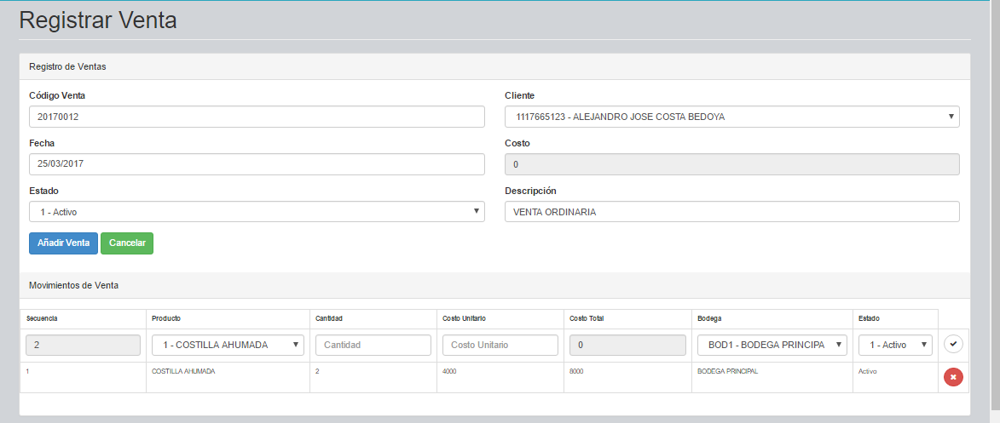 Registrar Venta
Registro de Ventas
Código Venta
Cliente
20170012
1117665123 - ALEJANDRO JOSE COSTA BEDOYA
Fecha
Costo
25/03/2017
0
Estado
Descripción
1 - Activo
VENTA ORDINARIA
Añadir Venta Cancelar
Movimientos de Venta
Secuencia Producto Cantidad Costo Unitario Costo Total Bodega Estado
2 1 - COSTILLA AHUMADA Cantidad Costo Unitario 0 BOD1 - BODEGA PRINCIPA 1 - Activo
1 COSTILLA AHUMADA 2 4000 8000 BODEGA PRINCIPAL Activo